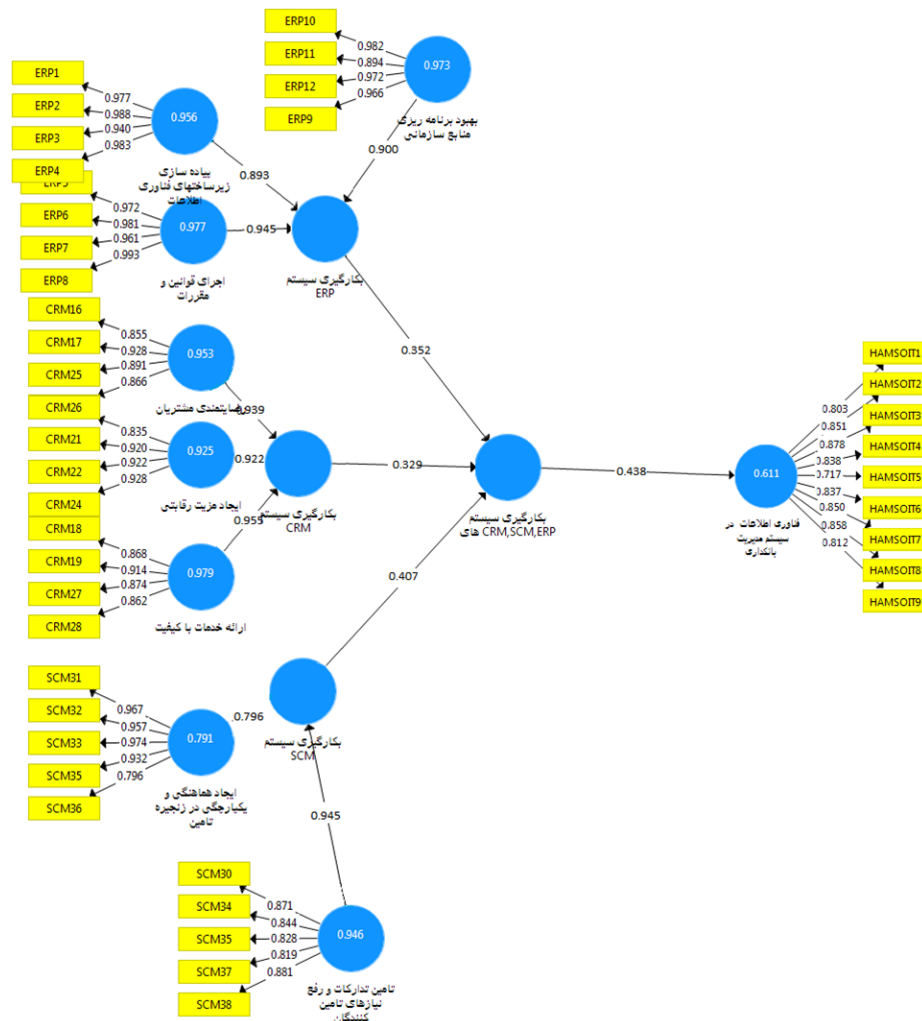 ERP10
ERP11
ERP12
ERP9
0.982
0.894
0.972
0.966
0.973
بهبود برنامه ریزی
منابع سازمانی
0.900
ERP1
ERP2
ERP3
ERP4
0.977
0.988
0.940
0.983
0.956
پیاده سازی
زیرساختهای فناوری
اطلاعات
0.893
ERP5
ERP6
ERP7
ERP8
0.972
0.981
0.961
0.993
0.977
اجرای قوانین و
مقررات
0.945
بکارگیری سیستم
ERP
0.352
CRM16
CRM17
CRM25
CRM26
0.855
0.928
0.891
0.866
0.953
رضایتمندی مشتریان
0.939
CRM21
CRM22
CRM24
0.835
0.920
0.922
0.928
0.925
ایجاد مزیت رقابتی
0.922
CRM18
CRM19
CRM27
CRM28
0.868
0.914
0.874
0.862
0.979
ارائه خدمات با کیفیت
0.955
بکارگیری سیستم
CRM
0.329
بکارگیری سیستم
های CRM,SCM,ERP
0.438
0.611
فناوری اطلاعات در
سیستم مدیریت
بانکداری
0.803
0.851
0.878
0.838
0.717
0.837
0.850
0.858
0.812
HAMSOIT1
HAMSOIT2
HAMSOIT3
HAMSOIT4
HAMSOIT5
HAMSOIT6
HAMSOIT7
HAMSOIT8
HAMSOIT9
0.407
SCM31
SCM32
SCM33
SCM35
SCM36
0.967
0.957
0.974
0.932
0.796
0.791
ایجاد هماهنگی و
یکپارچگی در زنجیره
تامین
0.796
بکارگیری سیستم
SCM
0.945
SCM30
SCM34
SCM35
SCM37
SCM38
0.871
0.844
0.828
0.819
0.881
0.946
تامین تدارکات و رفع
نیازهای تامین
کنندگان